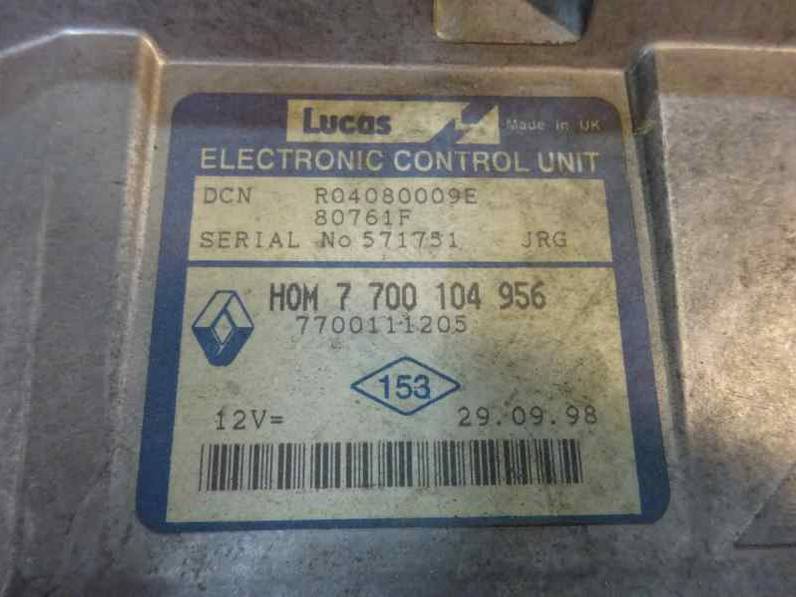 Lucas Made in UK
ELECTRONIC CONTROL UNIT
DCN R04080009E
80761F
SERIAL No 571751 JRG
HOM 7 700 104 956
7700111205
153
12V= 29.09.98